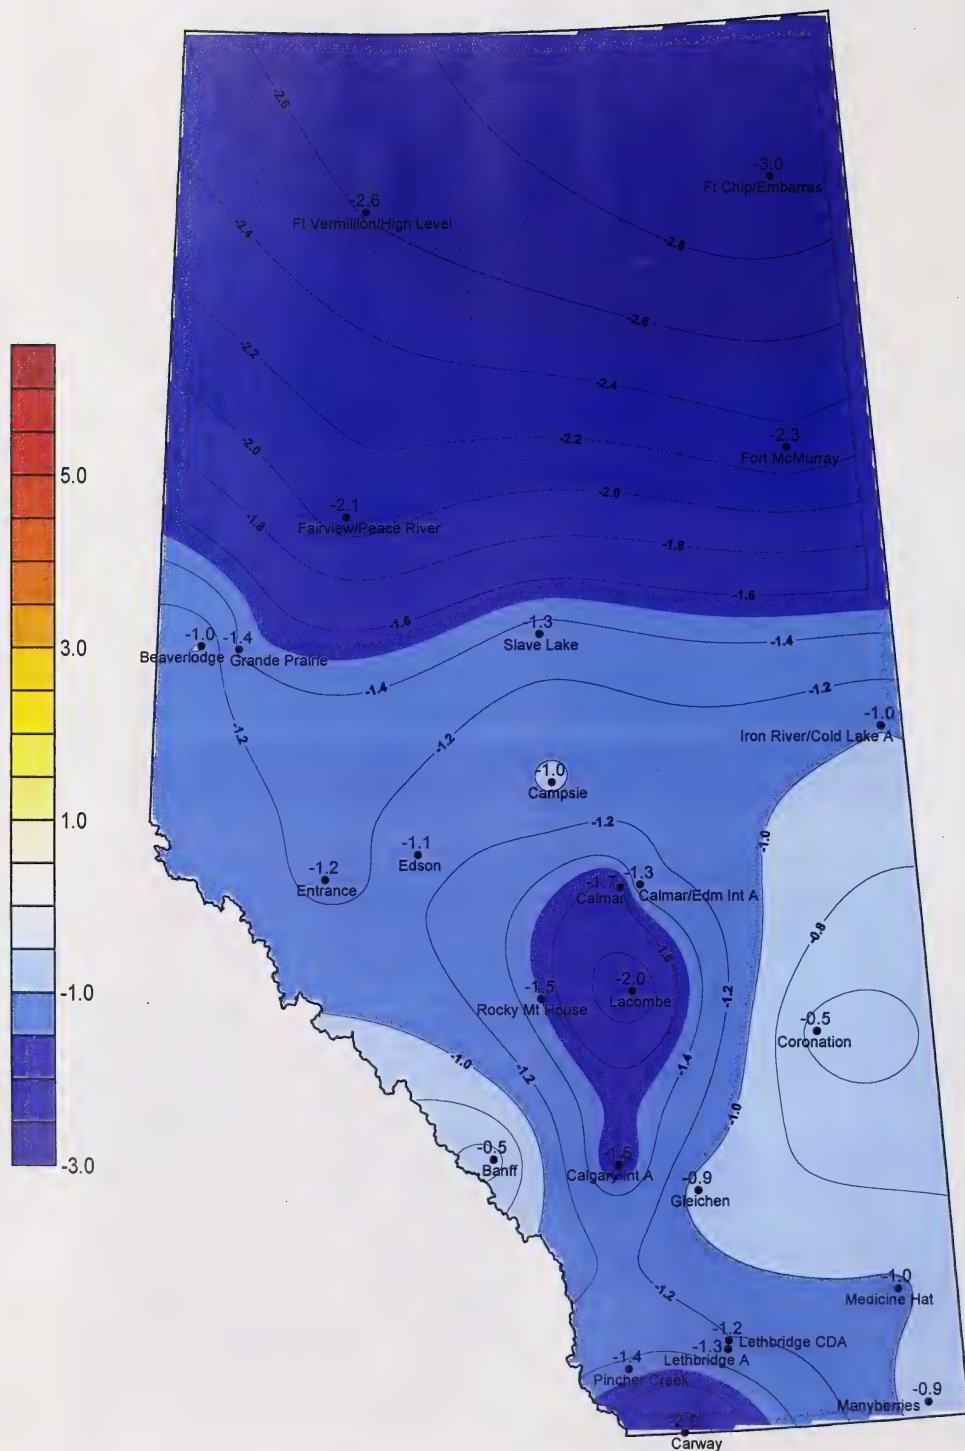 -2.6
-3.0
Ft Chip/Embarras
-2.6
Ft Vermillion/High Level
-2.4
-2.8
-2.6
-2.2
-2.4
-2.3
Fort McMurray
-2.0
-2.2
5.0
-2.0
-2.1
Fairview/Peace River
-1.8
-1.8
-1.6
-1.6
-1.3
Slave Lake
-1.4
3.0
-1.0
Beaverlodge
-1.4
Grande Prairie
-1.4
-1.2
-1.0
Iron River/Cold Lake A
-1.2
-1.2
-1.0
Campsie
1.0
-1.2
-1.0
-1.1
Edson
-1.2
Entrance
-1.7
Calmar
-1.3
Calmar/Edm Int A
-0.8
-1.8
-2.0
Lacombe
-1.5
Rocky Mt House
-1.2
-1.0
-0.5
Coronation
-1.0
-1.2
-1.4
-1.0
-0.5
Banff
-3.0
-1.6
Calgary Int A
-0.9
Gleichen
-1.0
Medicine Hat
-1.2
-1.2
Lethbridge CDA
-1.3
Lethbridge A
-1.4
Pincher Creek
-0.9
Manyberries
Carway